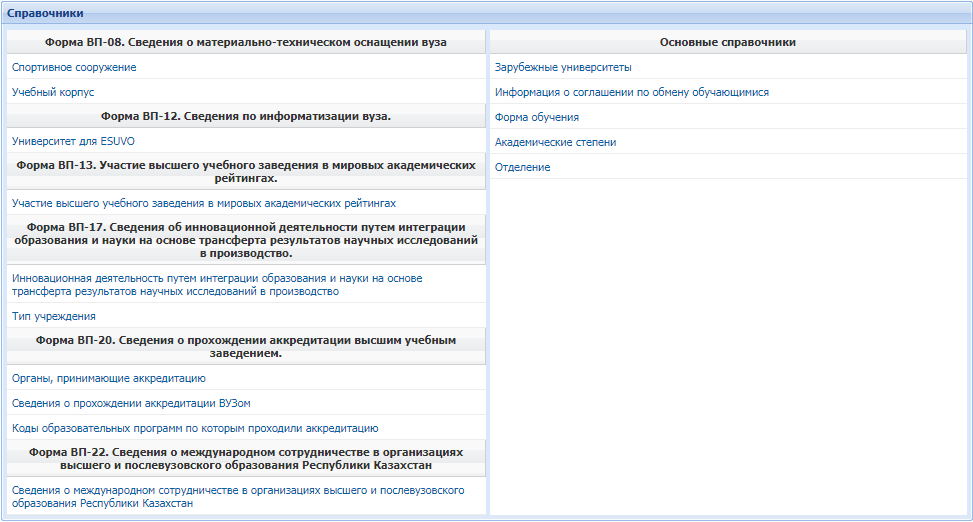 Справочники
Форма ВП-08. Сведения о материально-техническом оснащении вуза
Спортивное сооружение
Учебный корпус
Форма ВП-12. Сведения по информатизации вуза.
Университет для ESUVO
Форма ВП-13. Участие высшего учебного заведения в мировых академических
рейтингах.
Участие высшего учебного заведения в мировых академических рейтингах
Форма ВП-17. Сведения об инновационной деятельности путем интеграции
образования и науки на основе трансферта результатов научных исследований
в производство.
Инновационная деятельность путем интеграции образования и науки на основе
трансферта результатов научных исследований в производство
Тип учреждения
Форма ВП-20. Сведения о прохождении аккредитации высшим учебным
заведением.
Органы, принимающие аккредитацию
Сведения о прохождении аккредитации ВУЗом
Коды образовательных программ по которым проходили аккредитацию
Форма ВП-22. Сведения о международном сотрудничестве в организациях
высшего и послевузовского образования Республики Казахстан
Сведения о международном сотрудничестве в организациях высшего и послевузовского
образования Республики Казахстан
Основные справочники
Зарубежные университеты
Информация о соглашении по обмену обучающимися
Форма обучения
Академические степени
Отделение